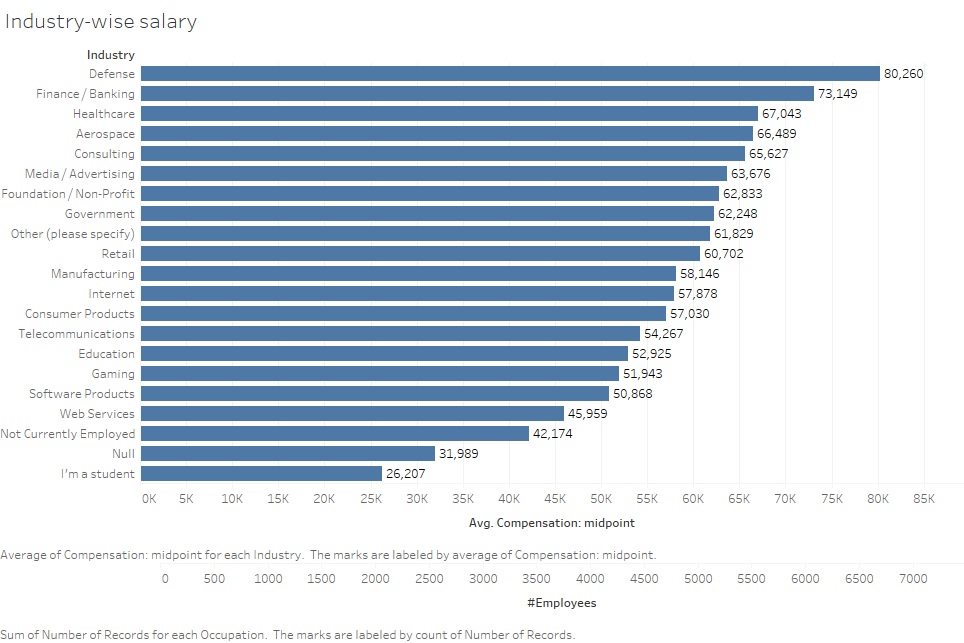 Industry-wise salary
Industry
Defense 80,260
Finance / Banking 73,149
Healthcare 67,043
Aerospace 66,489
Consulting 65,627
Media / Advertising 63,676
Foundation / Non-Profit 62,833
Government 62,248
Other (please specify) 61,829
Retail 60,702
Manufacturing 58,146
Internet 57,878
Consumer Products 57,030
Telecommunications 54,267
Education 52,925
Gaming 51,943
Software Products 50,868
Web Services 45,959
Not Currently Employed 42,174
Null 31,989
I'm a student 26,207
0K 5K 10K 15K 20K 25K 30K 35K 40K 45K 50K 55K 60K 65K 70K 75K 80K 85K
Avg. Compensation: midpoint
Average of Compensation: midpoint for each Industry. The marks are labeled by average of Compensation: midpoint.
0 500 1000 1500 2000 2500 3000 3500 4000 4500 5000 5500 6000 6500 7000
#Employees
Sum of Number of Records for each Occupation. The marks are labeled by count of Number of Records.